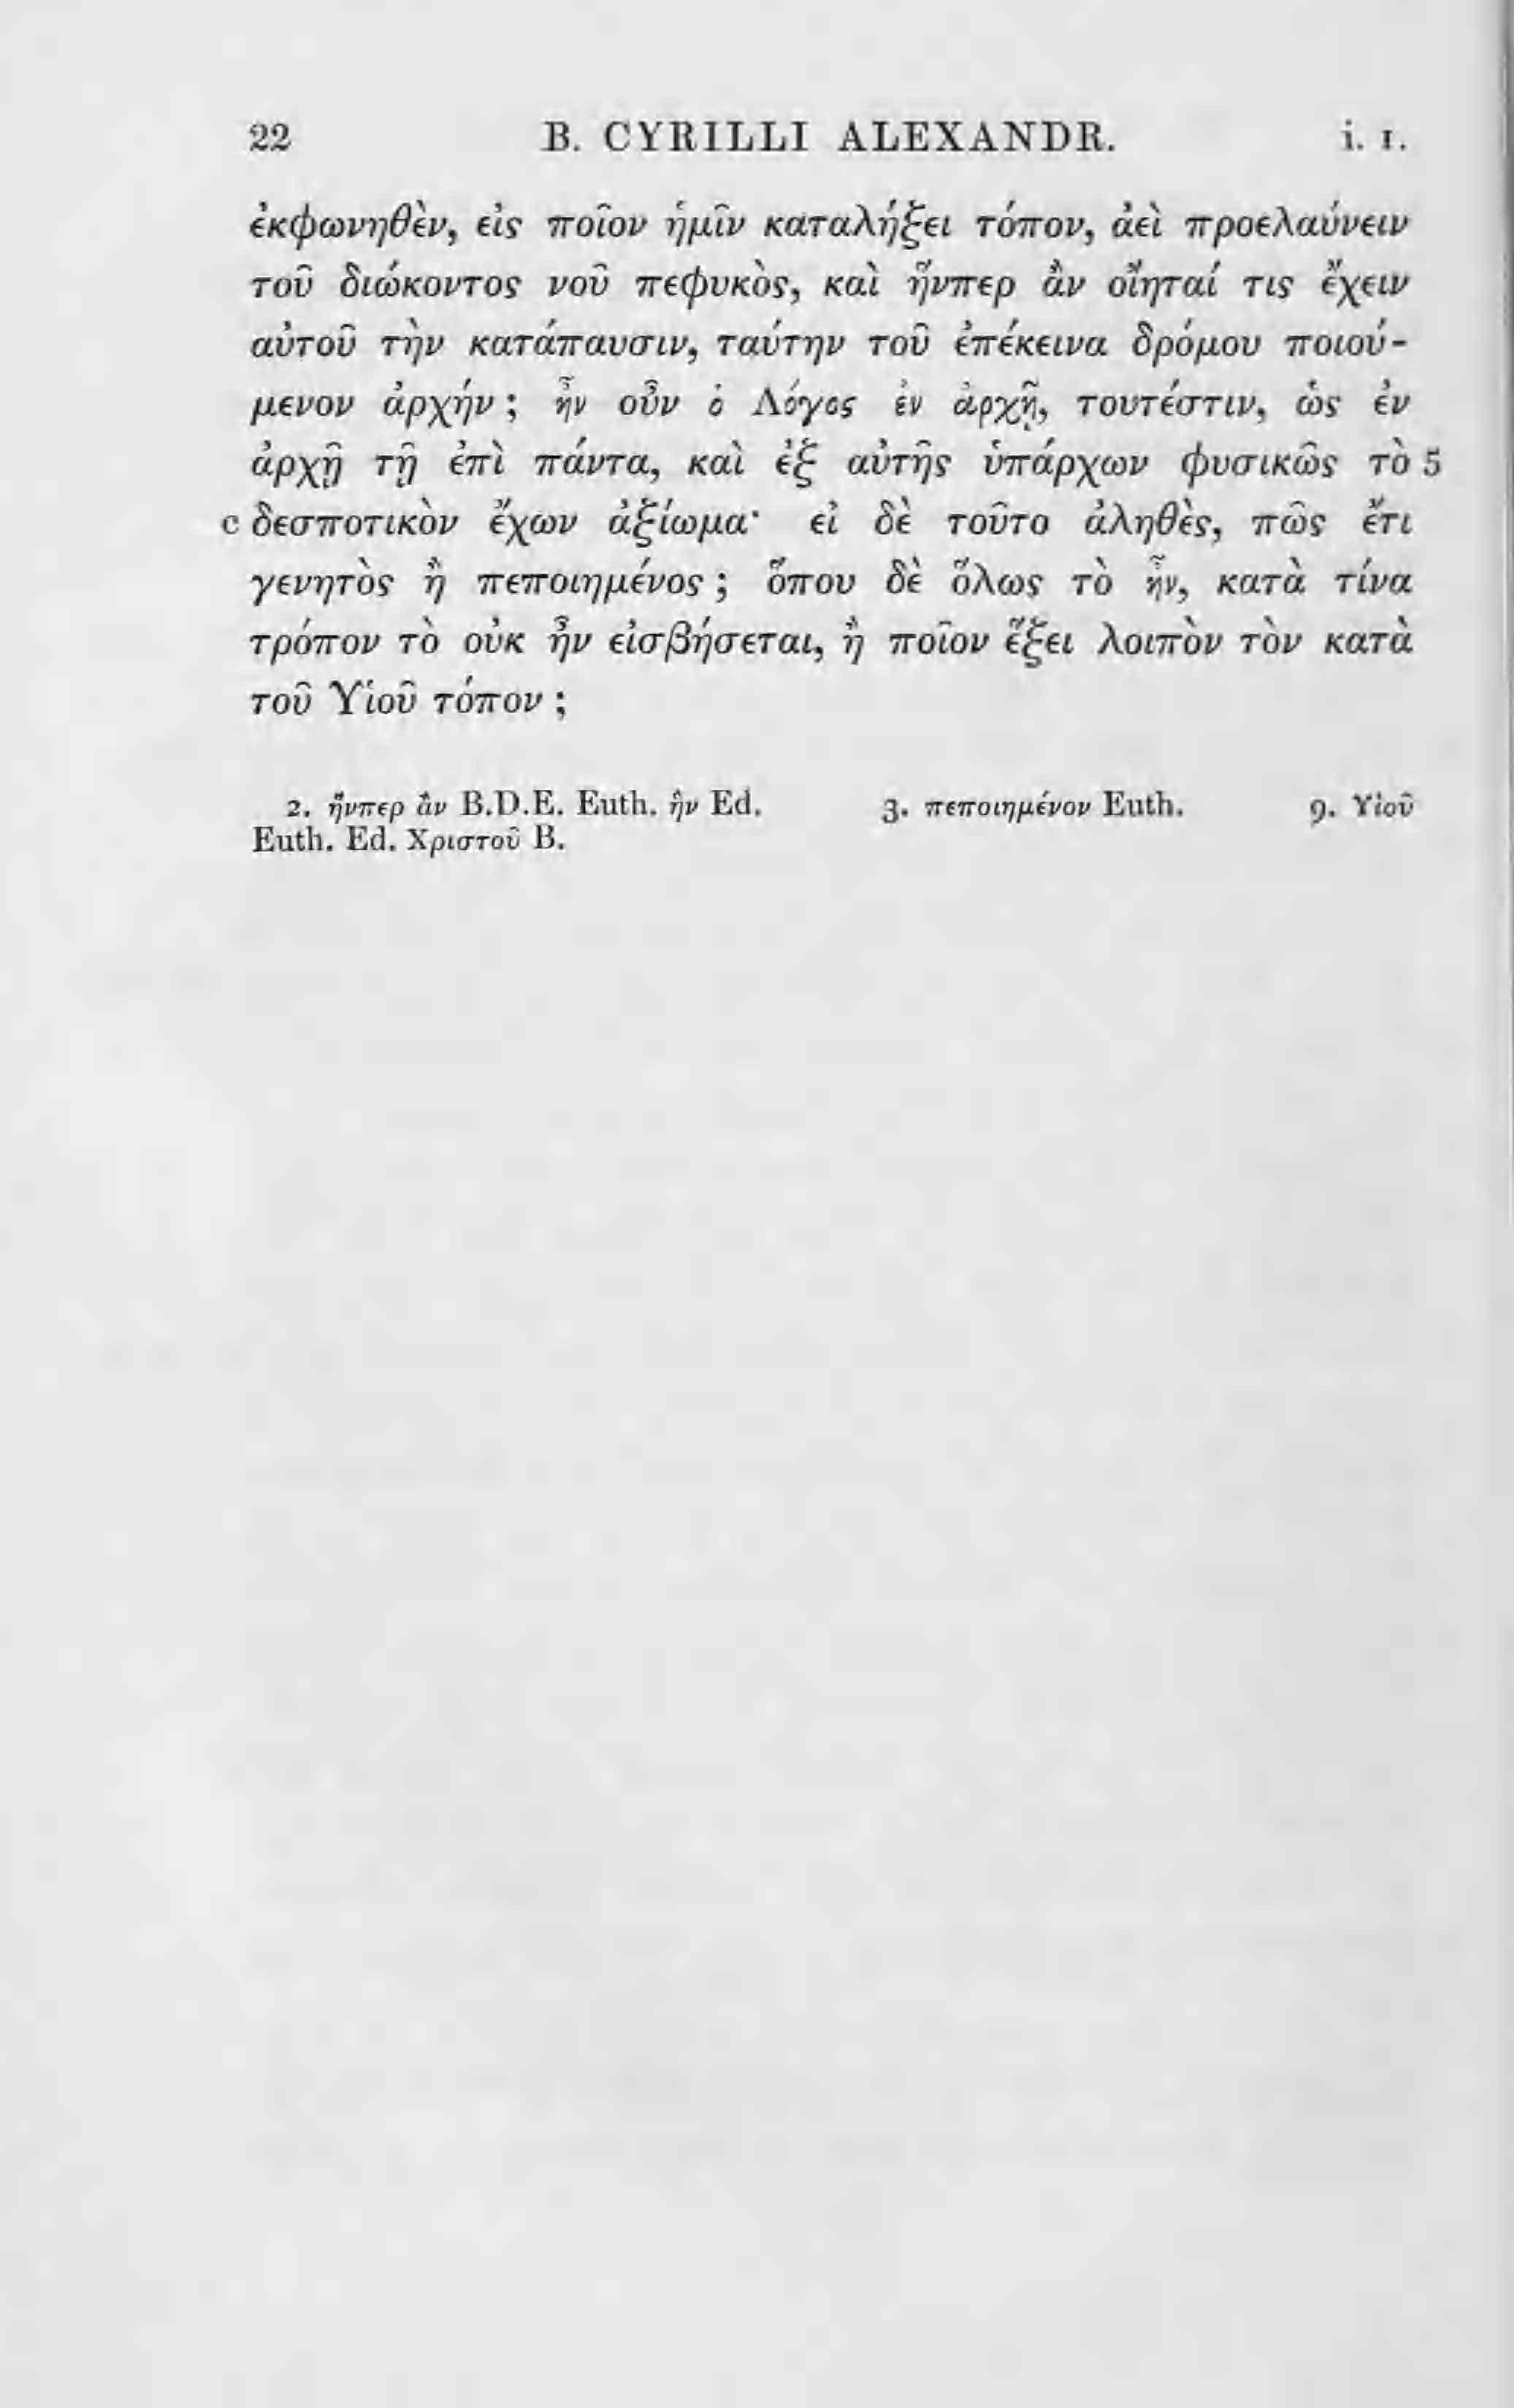 22 B. CYRILLI ALEXANDR. i. 1.
ἐκφωνηθὲν, εἰς ποῖον ἡμῖν καταλήξει τόπον, ἀεὶ προελαύνειν
τοῦ διώκοντος νοῦ πεφυκὸς, καὶ ἥνπερ ἂν οἴηταί τις ἔχειν
αὐτοῦ τὴν κατάπαυσιν, ταύτην τοῦ ἐπέκεινα δρόμου ποιού-
μενον ἀρχήν ; ἦν οὖν ὁ Λόγος ἐν ἀρχῇ, τουτέστιν, ὡς ἐν
ἀρχῇ τῇ ἐπὶ πάντα, καὶ ἐξ αὐτῆς ὑπάρχων φυσικῶς τὸ 5
c δεσποτικὸν ἔχων ἀξίωμα· εἰ δὲ τοῦτο ἀληθὲς, πῶς ἔτι
γενητὸς ἢ πεποιημένος ; ὅπου δὲ ὅλως τὸ ἦν, κατὰ τίνα
τρόπον τὸ οὐκ ἦν εἰσβήσεται, ἢ ποῖον ἕξει λοιπὸν τὸν κατὰ
τοῦ Υἱοῦ τόπον ;
2. ἥνπερ ἂν B.D.E. Euth. ἣν Ed. 3. πεποιημένον Euth. 9. Υἱοῦ
Euth. Ed. Χριστοῦ B.